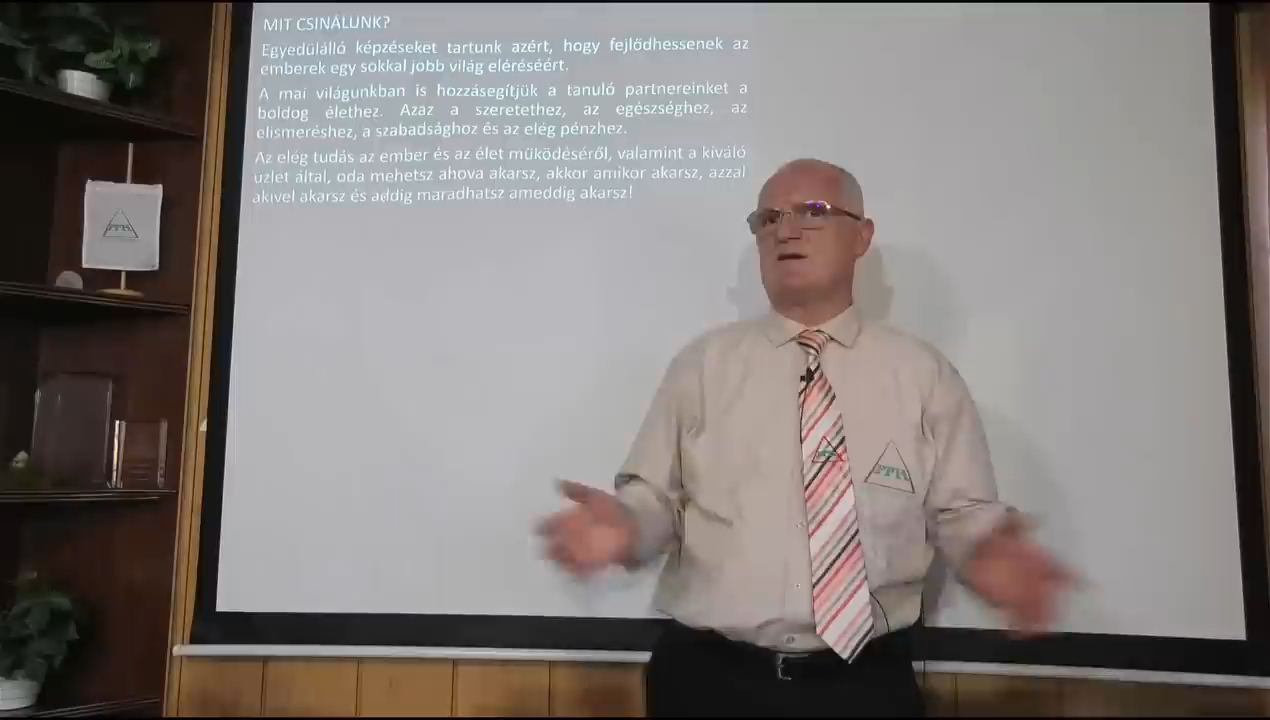 MIT CSINÁLUNK?
Egyedülálló képzéseket tartunk azért, hogy fejlődhessenek az
emberek egy sokkal jobb világ eléréséért.
A mai világunkban is hozzásegítjük a tanuló partnereinket a
boldog élethez. Azaz a szeretethez, az egészséghez, az
elismeréshez, a szabadsághoz és az elég pénzhez.
Az elég tudás az ember és az élet működéséről, valamint a kiváló
üzlet által, oda mehetsz ahova akarsz, akkor amikor akarsz, azzal
akivel akarsz és addig maradhatsz ameddig akarsz!